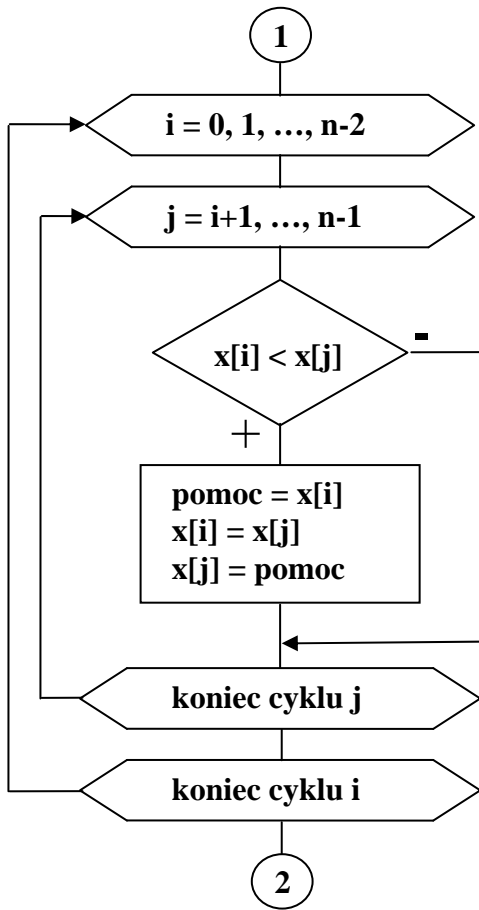 1
i = 0, 1, …, n-2
j = i+1, …, n-1
x[i] < x[j]
-
+
pomoc = x[i]
x[i] = x[j]
x[j] = pomoc
koniec cyklu j
koniec cyklu i
2